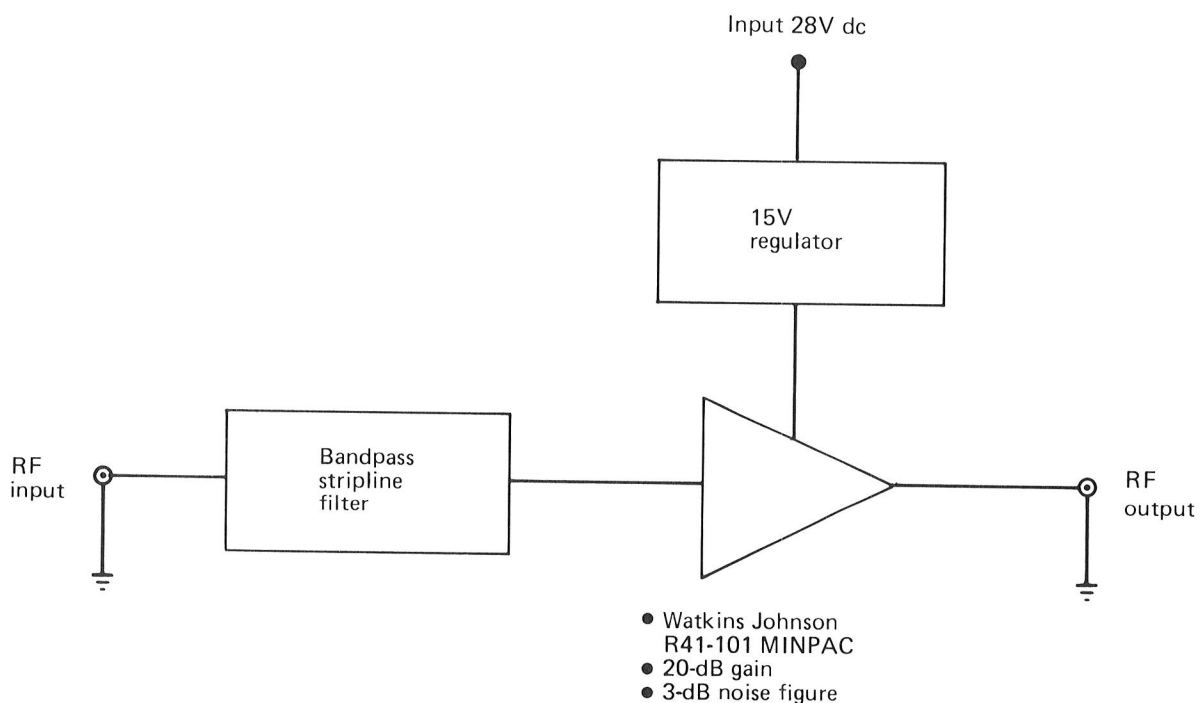 Input 28V dc
15V
regulator
RF
input
Bandpass
stripline
filter
RF
output
● Watkins Johnson
R41-101 MINPAC
● 20-dB gain
● 3-dB noise figure